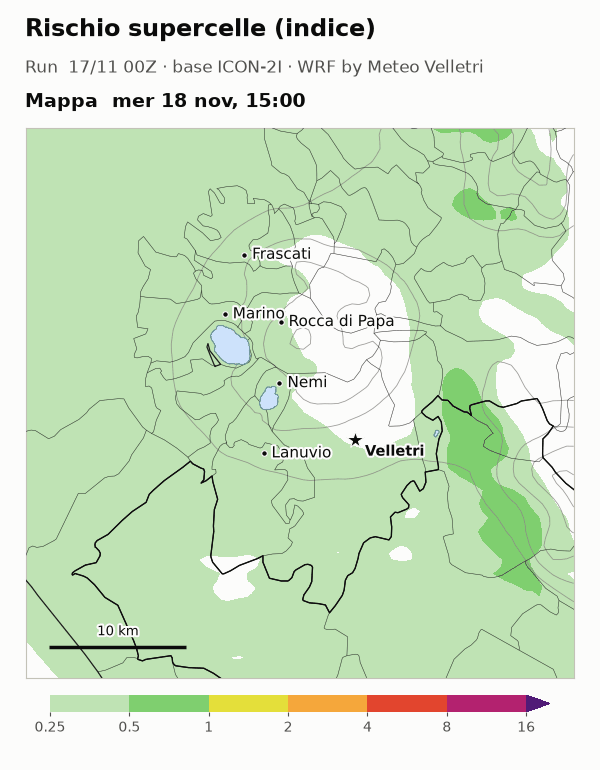 Rischio supercelle (indice)
Run  17/11 00Z · base ICON-2I · WRF by Meteo Velletri
Mappa  mer 18 nov, 15:00
Frascati
Marino
Rocca di Papa
Nemi
Velletri
Lanuvio
10 km
0.25 0.5 1 2 4 8 16